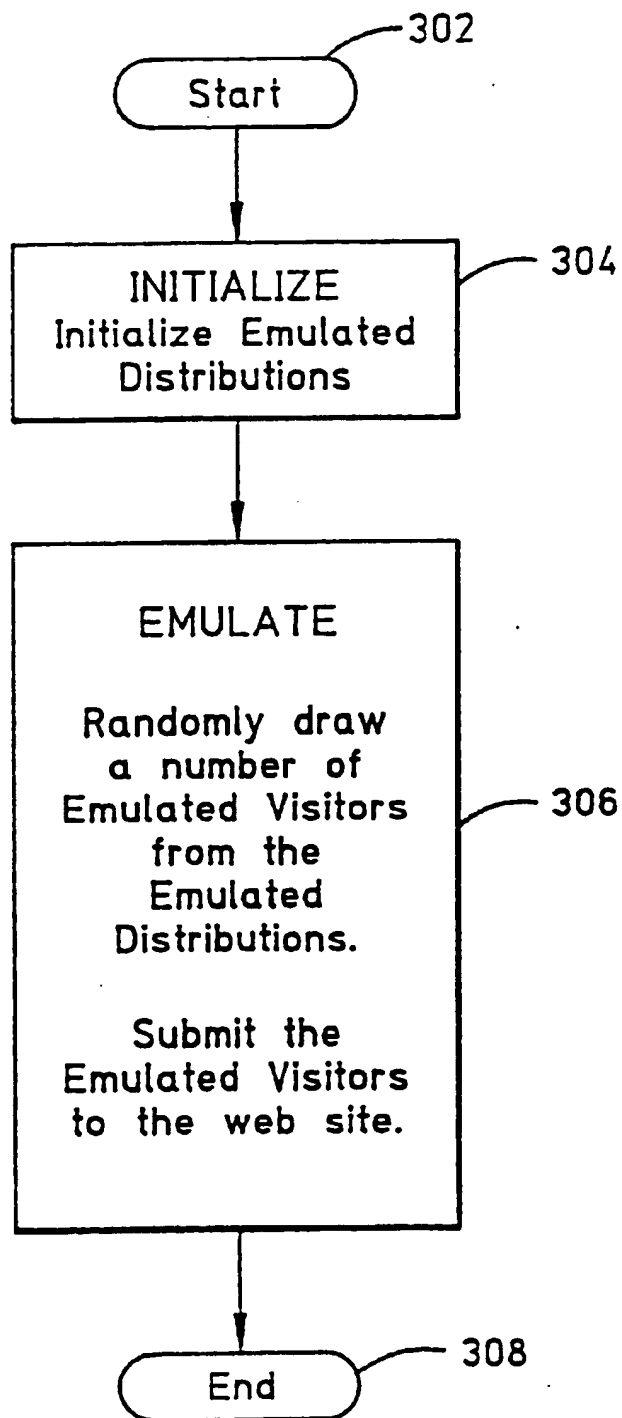 302
Start
304
INITIALIZE
Initialize Emulated
Distributions
EMULATE
Randomly draw
a number of
Emulated Visitors
from the
Emulated
Distributions.
306
Submit the
Emulated Visitors
to the web site.
308
End